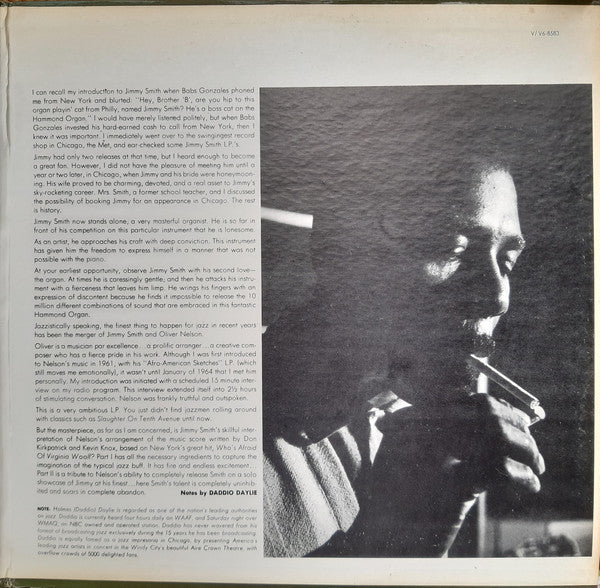 V/V6-8583
I can recall my introduction to Jimmy Smith when Babs Gonzales phoned
me from New York and blurted: "Hey, Brother 'B', are you hip to this
organ playin' cat from Philly, named Jimmy Smith? He's a boss cat on the
Hammond Organ." I would have merely listened politely, but when Babs
Gonzales invested his hard-earned cash to call from New York, then I
knew it was important. I immediately went over to the swingingest record
shop in Chicago, the Met, and ear-checked some Jimmy Smith L.P.'s.
Jimmy had only two releases at that time, but I heard enough to become
a great fan. However, I did not have the pleasure of meeting him until a
year or two later, in Chicago, when Jimmy and his bride were honeymoon-
ing. His wife proved to be charming, devoted, and a real asset to Jimmy's
sky-rocketing career. Mrs. Smith, a former school teacher, and I discussed
the possibility of booking Jimmy for an appearance in Chicago. The rest
is history.
Jimmy Smith now stands alone, a very masterful organist. He is so far in
front of his competition on this particular instrument that he is lonesome.
As an artist, he approaches his craft with deep conviction. This instrument
has given him the freedom to express himself in a manner that was not
possible with the piano.
At your earliest opportunity, observe Jimmy Smith with his second love—
the organ. At times he is caressingly gentle, and then he attacks this instru-
ment with a fierceness that leaves him limp. He wrings his fingers with an
expression of discontent because he finds it impossible to release the 10
million different combinations of sound that are embraced in this fantastic
Hammond Organ.
Jazzistically speaking, the finest thing to happen for jazz in recent years
has been the merger of Jimmy Smith and Oliver Nelson.
Oliver is a musician par excellence...a prolific arranger...a creative com-
poser who has a fierce pride in his work. Although I was first introduced
to Nelson's music in 1961, with his "Afro-American Sketches" L.P. (which
still moves me emotionally), it wasn't until January of 1964 that I met him
personally. My introduction was initiated with a scheduled 15 minute inter-
view on my radio program. This interview extended itself into 2½ hours
of stimulating conversation. Nelson was frankly truthful and outspoken.
This is a very ambitious L.P. You just didn't find jazzmen rolling around
with classics such as Slaughter On Tenth Avenue until now.
But the masterpiece, as far as I am concerned, is Jimmy Smith's skillful inter-
pretation of Nelson's arrangement of the music score written by Don
Kirkpatrick and Kevin Knox, based on New York's great hit, Who's Afraid
Of Virginia Woolf? Part I has all the necessary ingredients to capture the
imagination of the typical jazz buff. It has fire and endless excitement...
Part II is a tribute to Nelson's ability to completely release Smith on a solo
showcase of Jimmy at his finest...here Smith's talent is completely uninhib-
ited and soars in complete abandon. Notes by DADDIO DAYLIE
NOTE: Holmes (Daddio) Daylie is regarded as one of the nation's leading authorities
on jazz. Daddio is currently heard four hours daily on WAAF, and Saturday night over
WMAQ, an NBC owned and operated station. Daddio has never wavered from his
format of broadcasting jazz exclusively during the 15 years he has been broadcasting.
Daddio is equally famed as a jazz impresario in Chicago, by presenting America's
leading jazz artists in concert in the Windy City's beautiful Aire Crown Theatre, with
overflow crowds of 5000 delighted fans.